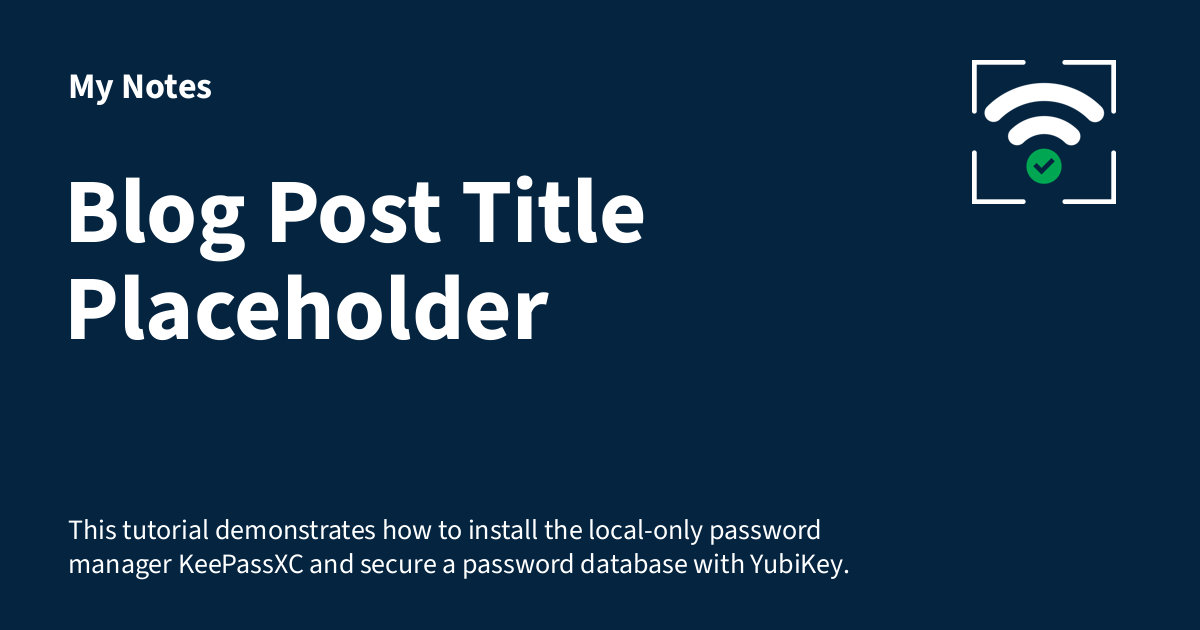 My Notes
Blog Post Title
Placeholder
This tutorial demonstrates how to install the local-only password
manager KeePassXC and secure a password database with YubiKey.